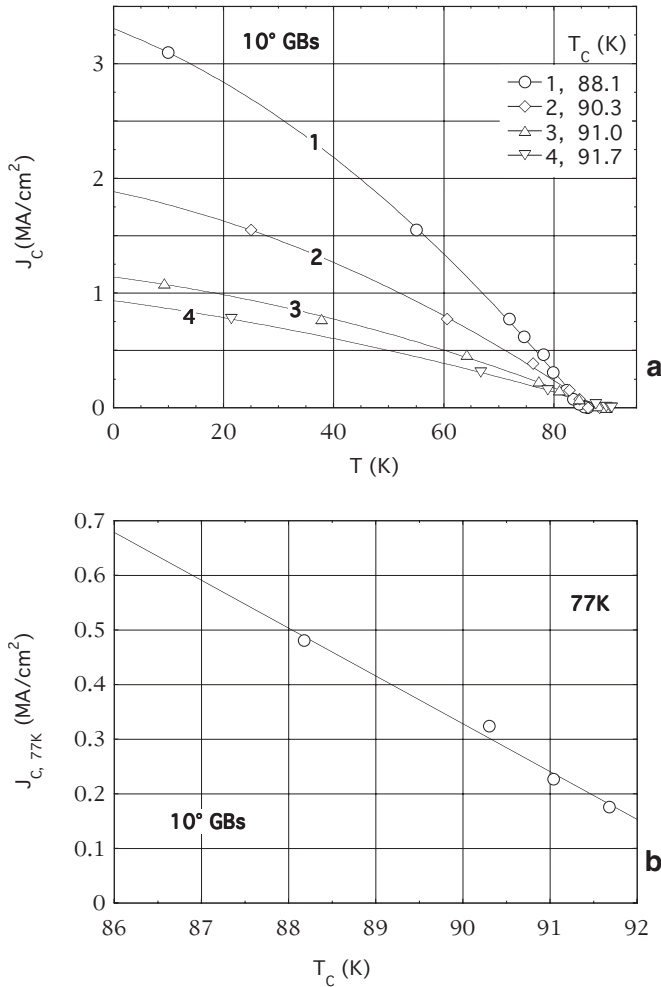 10° GBs
T_C (K)
1, 88.1
2, 90.3
3, 91.0
4, 91.7
3
2
1
0
J_C (MA/cm²)
1
2
3
4
0 20 40 60 80
T (K)
a
0.7
0.6
0.5
0.4
0.3
0.2
0.1
0
J_C, 77K (MA/cm²)
77K
10° GBs
b
86 87 88 89 90 91 92
T_C (K)